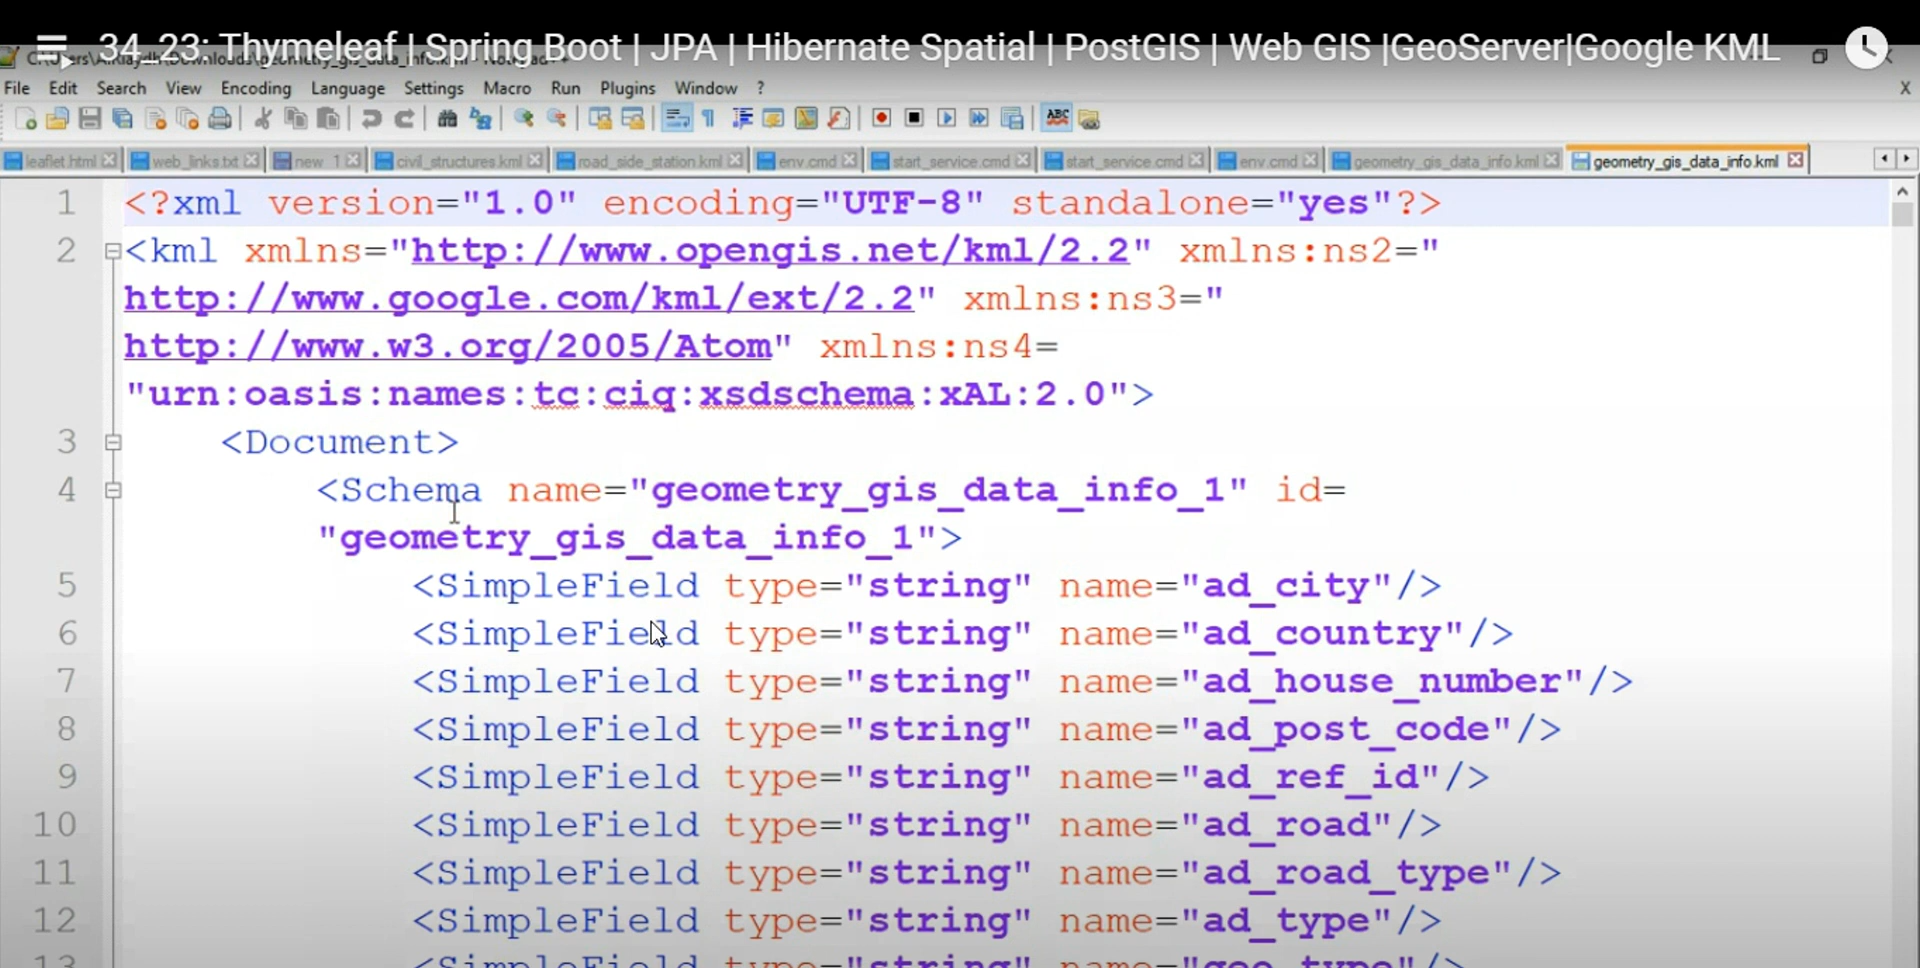 34_23: Thymeleaf | Spring Boot | JPA | Hibernate Spatial | PostGIS | Web GIS |GeoServer|Google KML
File Edit Search View Encoding Language Settings Macro Run Plugins Window ?
leaflet.html web_links.txt new 1 civil_structures.kml road_side_station.kml env.cmd start_service.cmd start_service.cmd env.cmd geometry_gis_data_info.kml geometry_gis_data_info.kml
1 <?xml version="1.0" encoding="UTF-8" standalone="yes"?>
2 <kml xmlns="http://www.opengis.net/kml/2.2" xmlns:ns2="
http://www.google.com/kml/ext/2.2" xmlns:ns3="
http://www.w3.org/2005/Atom" xmlns:ns4=
"urn:oasis:names:tc:ciq:xsdschema:xAL:2.0">
3 <Document>
4 <Schema name="geometry_gis_data_info_1" id=
"geometry_gis_data_info_1">
5 <SimpleField type="string" name="ad_city"/>
6 <SimpleField type="string" name="ad_country"/>
7 <SimpleField type="string" name="ad_house_number"/>
8 <SimpleField type="string" name="ad_post_code"/>
9 <SimpleField type="string" name="ad_ref_id"/>
10 <SimpleField type="string" name="ad_road"/>
11 <SimpleField type="string" name="ad_road_type"/>
12 <SimpleField type="string" name="ad_type"/>
13 <SimpleField type="string" name="geo_type"/>